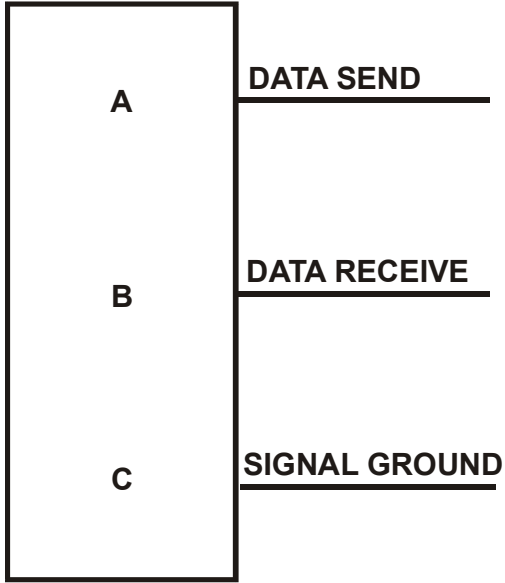 DATA SEND
A
DATA RECEIVE
B
SIGNAL GROUND
C